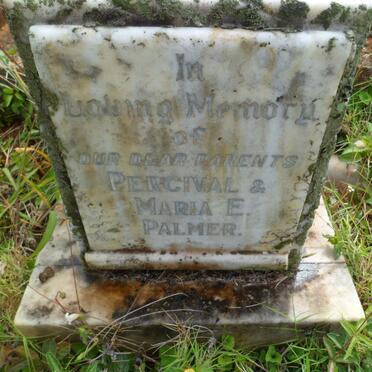 In
Loving Memory
of
OUR DEAR PARENTS
PERCIVAL &
MARIA E.
PALMER.